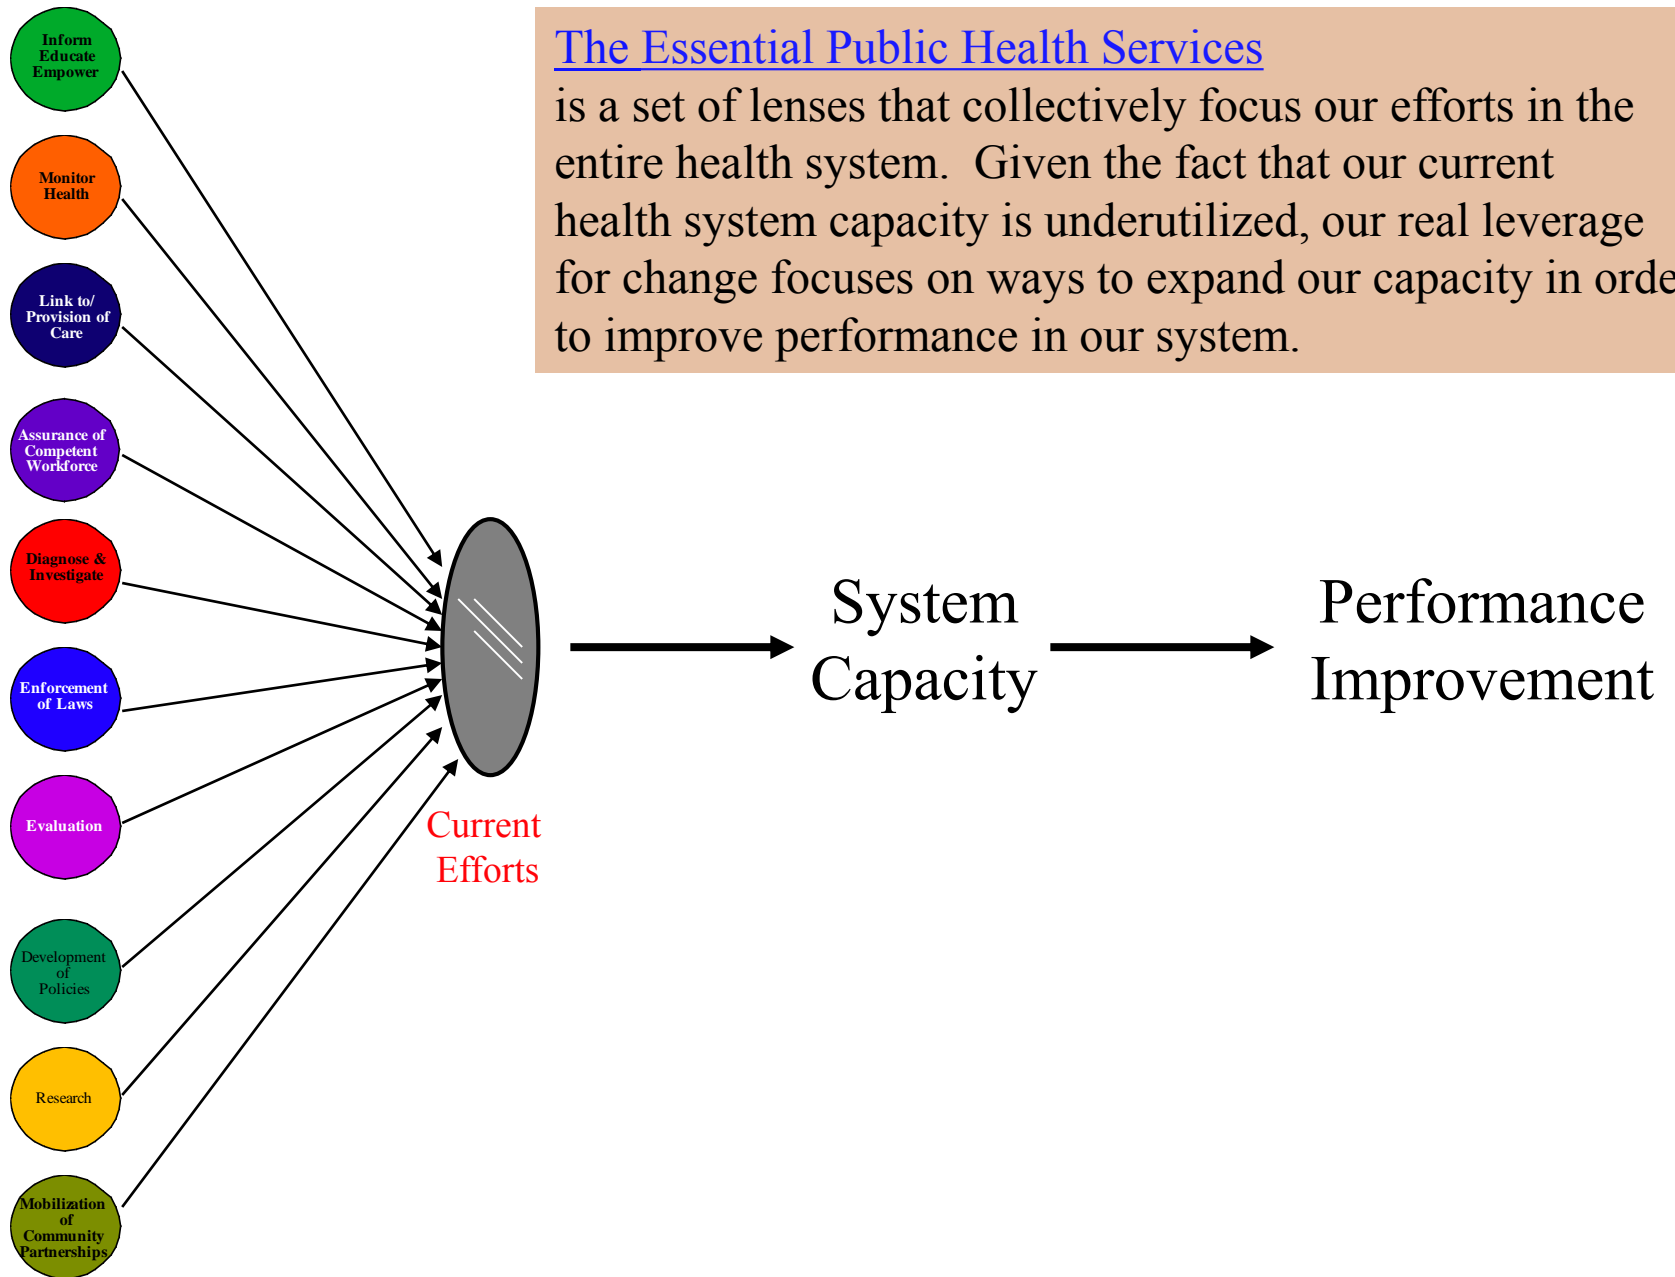 Inform
Educate
Empower
The Essential Public Health Services
is a set of lenses that collectively focus our efforts in the
entire health system.  Given the fact that our current
health system capacity is underutilized, our real leverage
for change focuses on ways to expand our capacity in orde
to improve performance in our system.
Monitor
Health
Link to/
Provision of
Care
Assurance of
Competent
Workforce
Diagnose &
Investigate
Enforcement
of Laws
Evaluation
Development
of
Policies
Research
Mobilization
of
Community
Partnerships
Current
Efforts
System
Capacity
Performance
Improvement